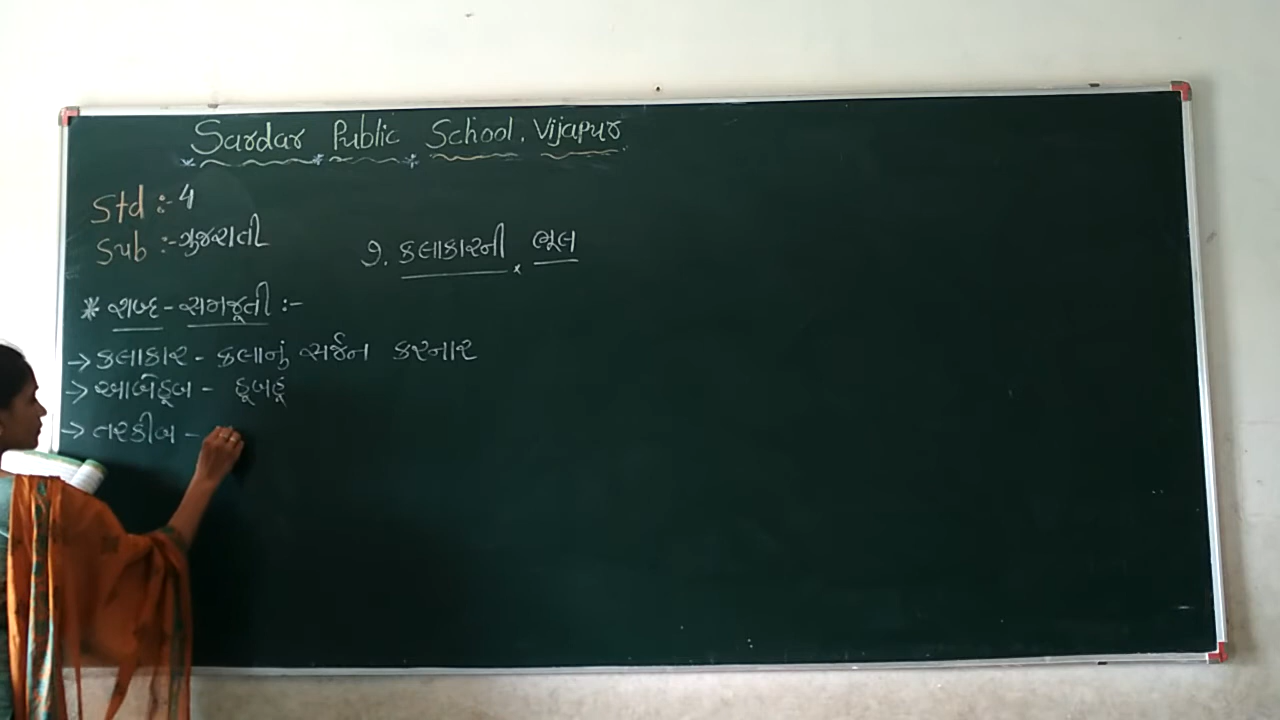 Sardar Public School, Vijapur
Std :- 4
Sub :- ગુજરાતી
૭. કલાકારની ભૂલ
* શબ્દ - સમજૂતી :-
→ કલાકાર - કલાનું સર્જન કરનાર
→ આબેહૂબ - હૂબહૂ
→ તરકીબ -